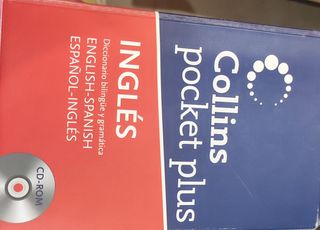 Collins
pocket plus
INGLÉS
Diccionario bilingüe y gramática
ENGLISH-SPANISH
ESPAÑOL-INGLÉS
CD-ROM